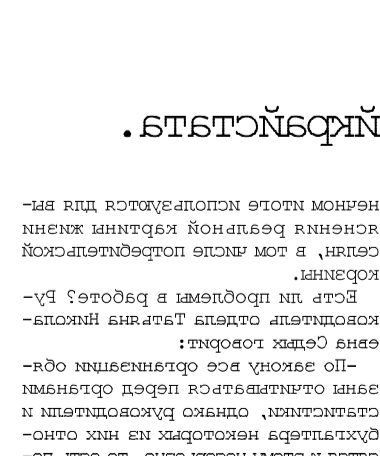 йкрайстата.
нечном итоге используются для вы-
яснения реальной картины жизни
селян, в том числе потребительской
корзины.
Есть ли проблемы в работе? Ру-
ководитель отдела Татьяна Никола-
евна Седых говорит:
-По закону все организации обя-
заны отчитываться перед органами
статистики, однако руководители и
бухгалтера некоторых из них отно-